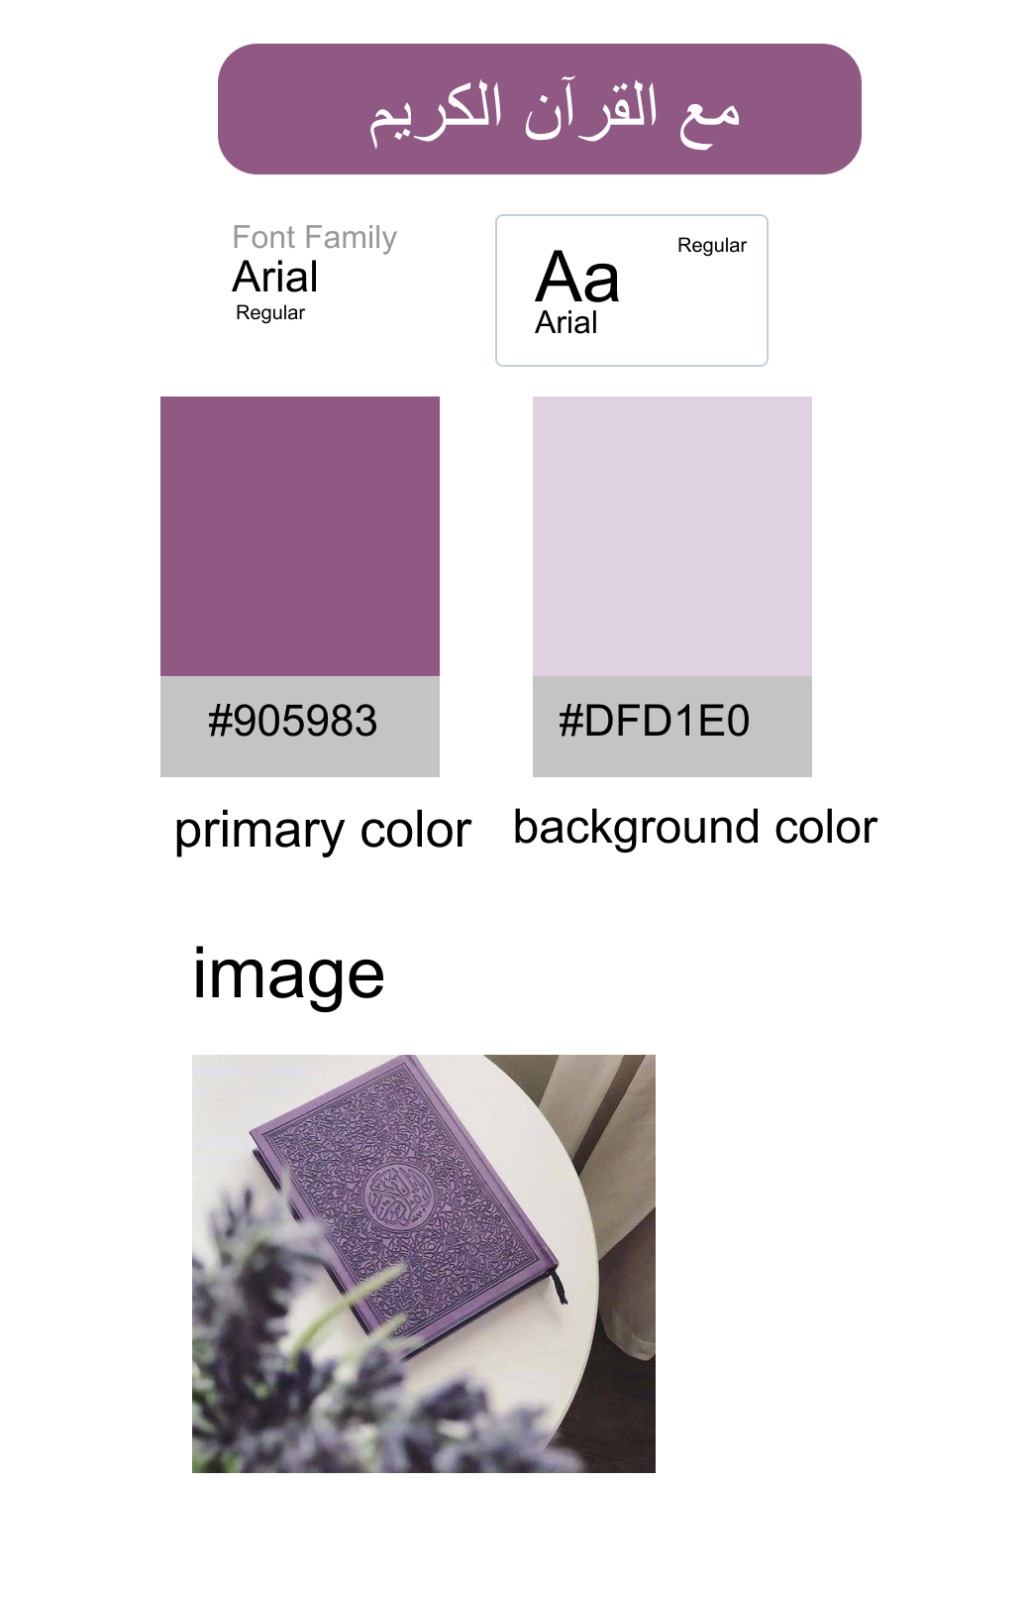 مع القرآن الكريم
Font Family
Arial
Regular
Regular
Aa
Arial
#905983
#DFD1E0
primary color
background color
image